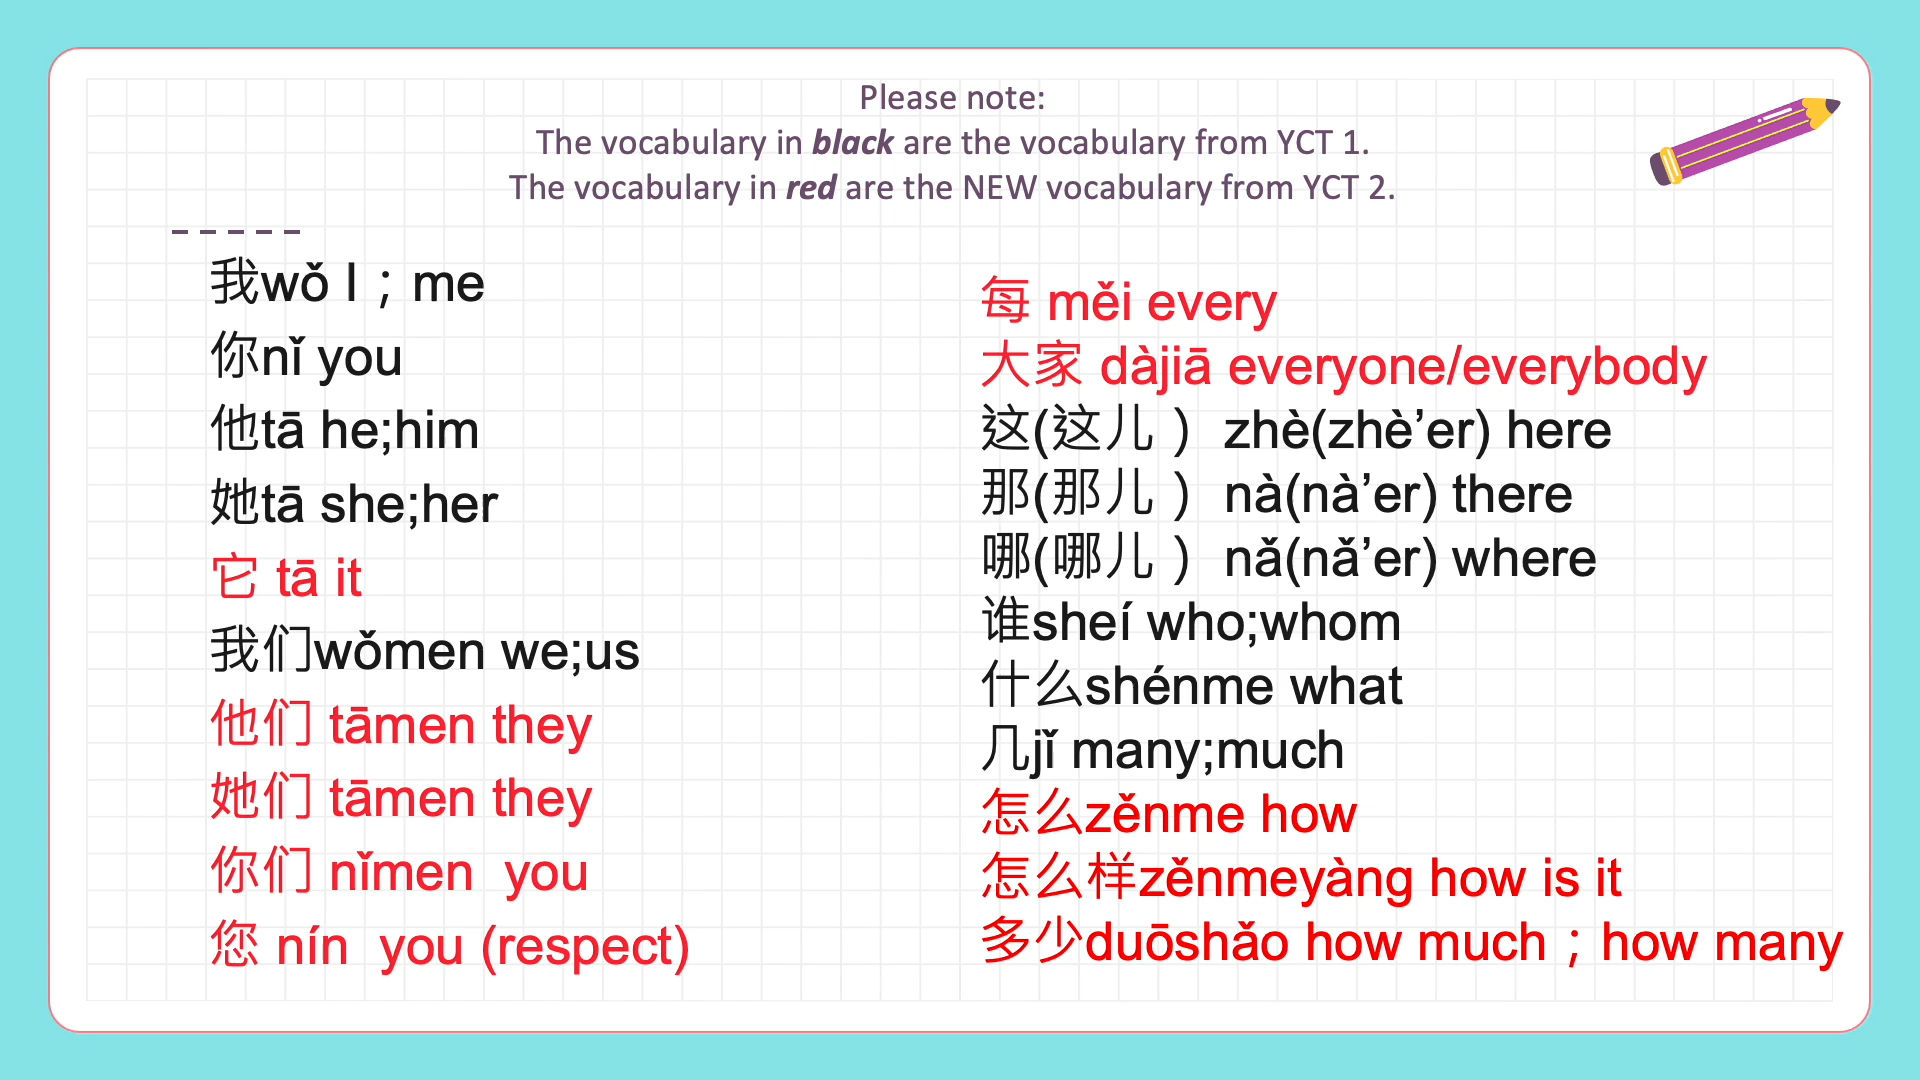 Please note:
The vocabulary in black are the vocabulary from YCT 1.
The vocabulary in red are the NEW vocabulary from YCT 2.
我wǒ I；me
你nǐ you
他tā he;him
她tā she;her
它 tā it
我们wǒmen we;us
他们 tāmen they
她们 tāmen they
你们 nǐmen  you
您 nín  you (respect)
每 měi every
大家 dàjiā everyone/everybody
这(这儿） zhè(zhè’er) here
那(那儿） nà(nà’er) there
哪(哪儿） nǎ(nǎ’er) where
谁sheí who;whom
什么shénme what
几jǐ many;much
怎么zěnme how
怎么样zěnmeyàng how is it
多少duōshǎo how much；how many